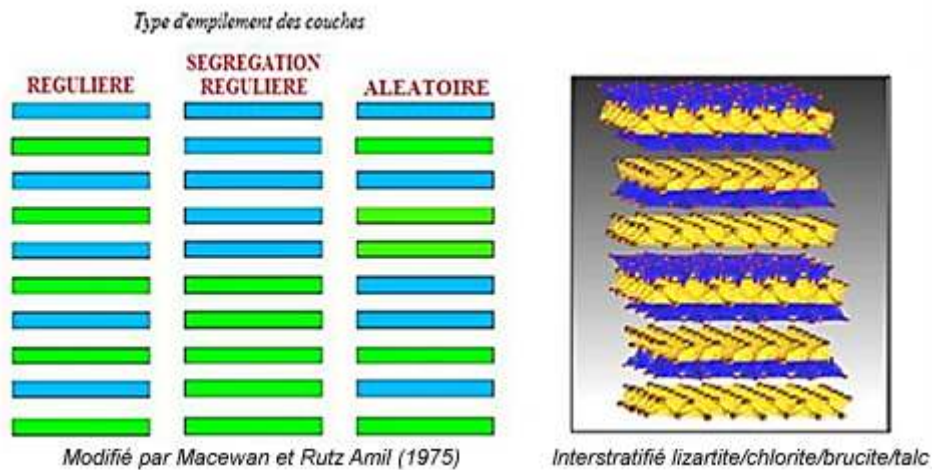 Type d'empilement des couches
REGULIERE
SEGREGATION
REGULIERE
ALEATOIRE
Modifié par Macewan et Rutz Amil (1975)
Interstratifié lizartite/chlorite/brucite/talc